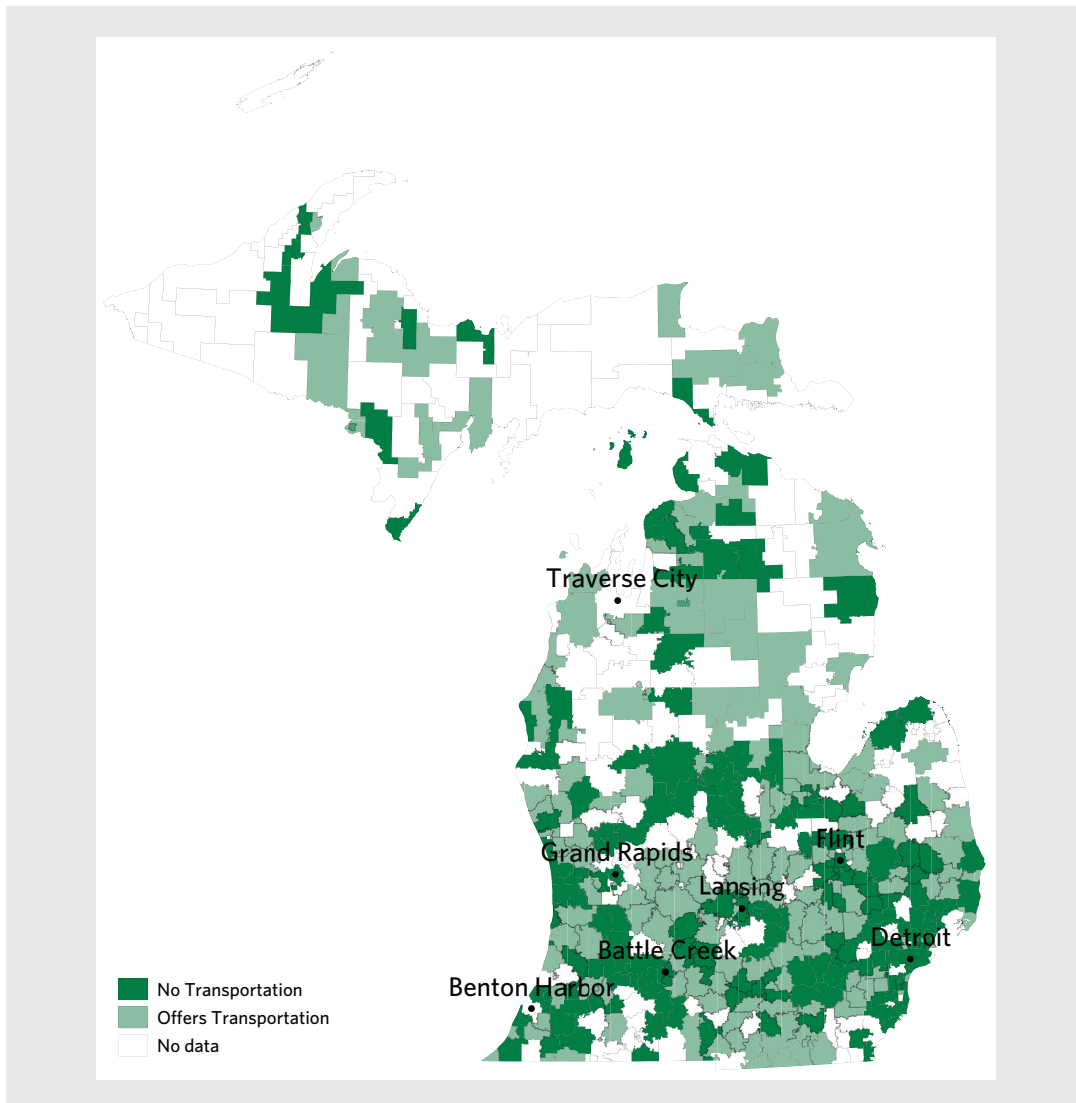 Traverse City
Flint
Grand Rapids
Lansing
Detroit
Battle Creek
Benton Harbor
No Transportation
Offers Transportation
No data